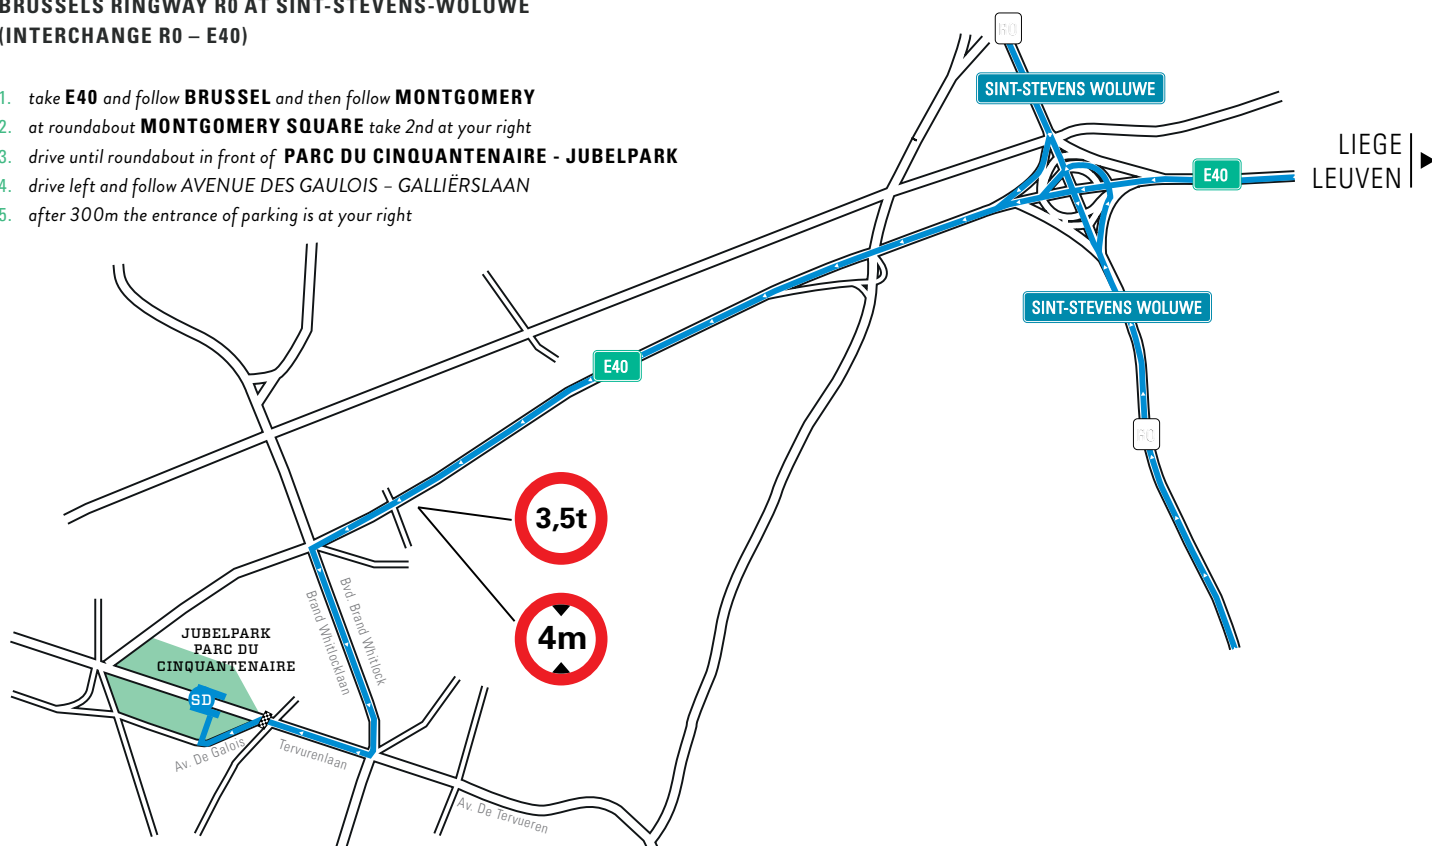 BRUSSELS RINGWAY R0 AT SINT-STEVENS-WOLUWE
(INTERCHANGE R0 – E40)
1. take E40 and follow BRUSSEL and then follow MONTGOMERY
2. at roundabout MONTGOMERY SQUARE take 2nd at your right
3. drive until roundabout in front of PARC DU CINQUANTENAIRE - JUBELPARK
4. drive left and follow AVENUE DES GAULOIS – GALLIËRSLAAN
5. after 300m the entrance of parking is at your right
R0
SINT-STEVENS WOLUWE
LIEGE
LEUVEN
E40
SINT-STEVENS WOLUWE
E40
R0
3,5t
4m
Bvd. Brand Whitlock
Brand Whitlocklaan
JUBELPARK
PARC DU
CINQUANTENAIRE
SD
Av. De Galois
Tervurenlaan
Av. De Tervueren